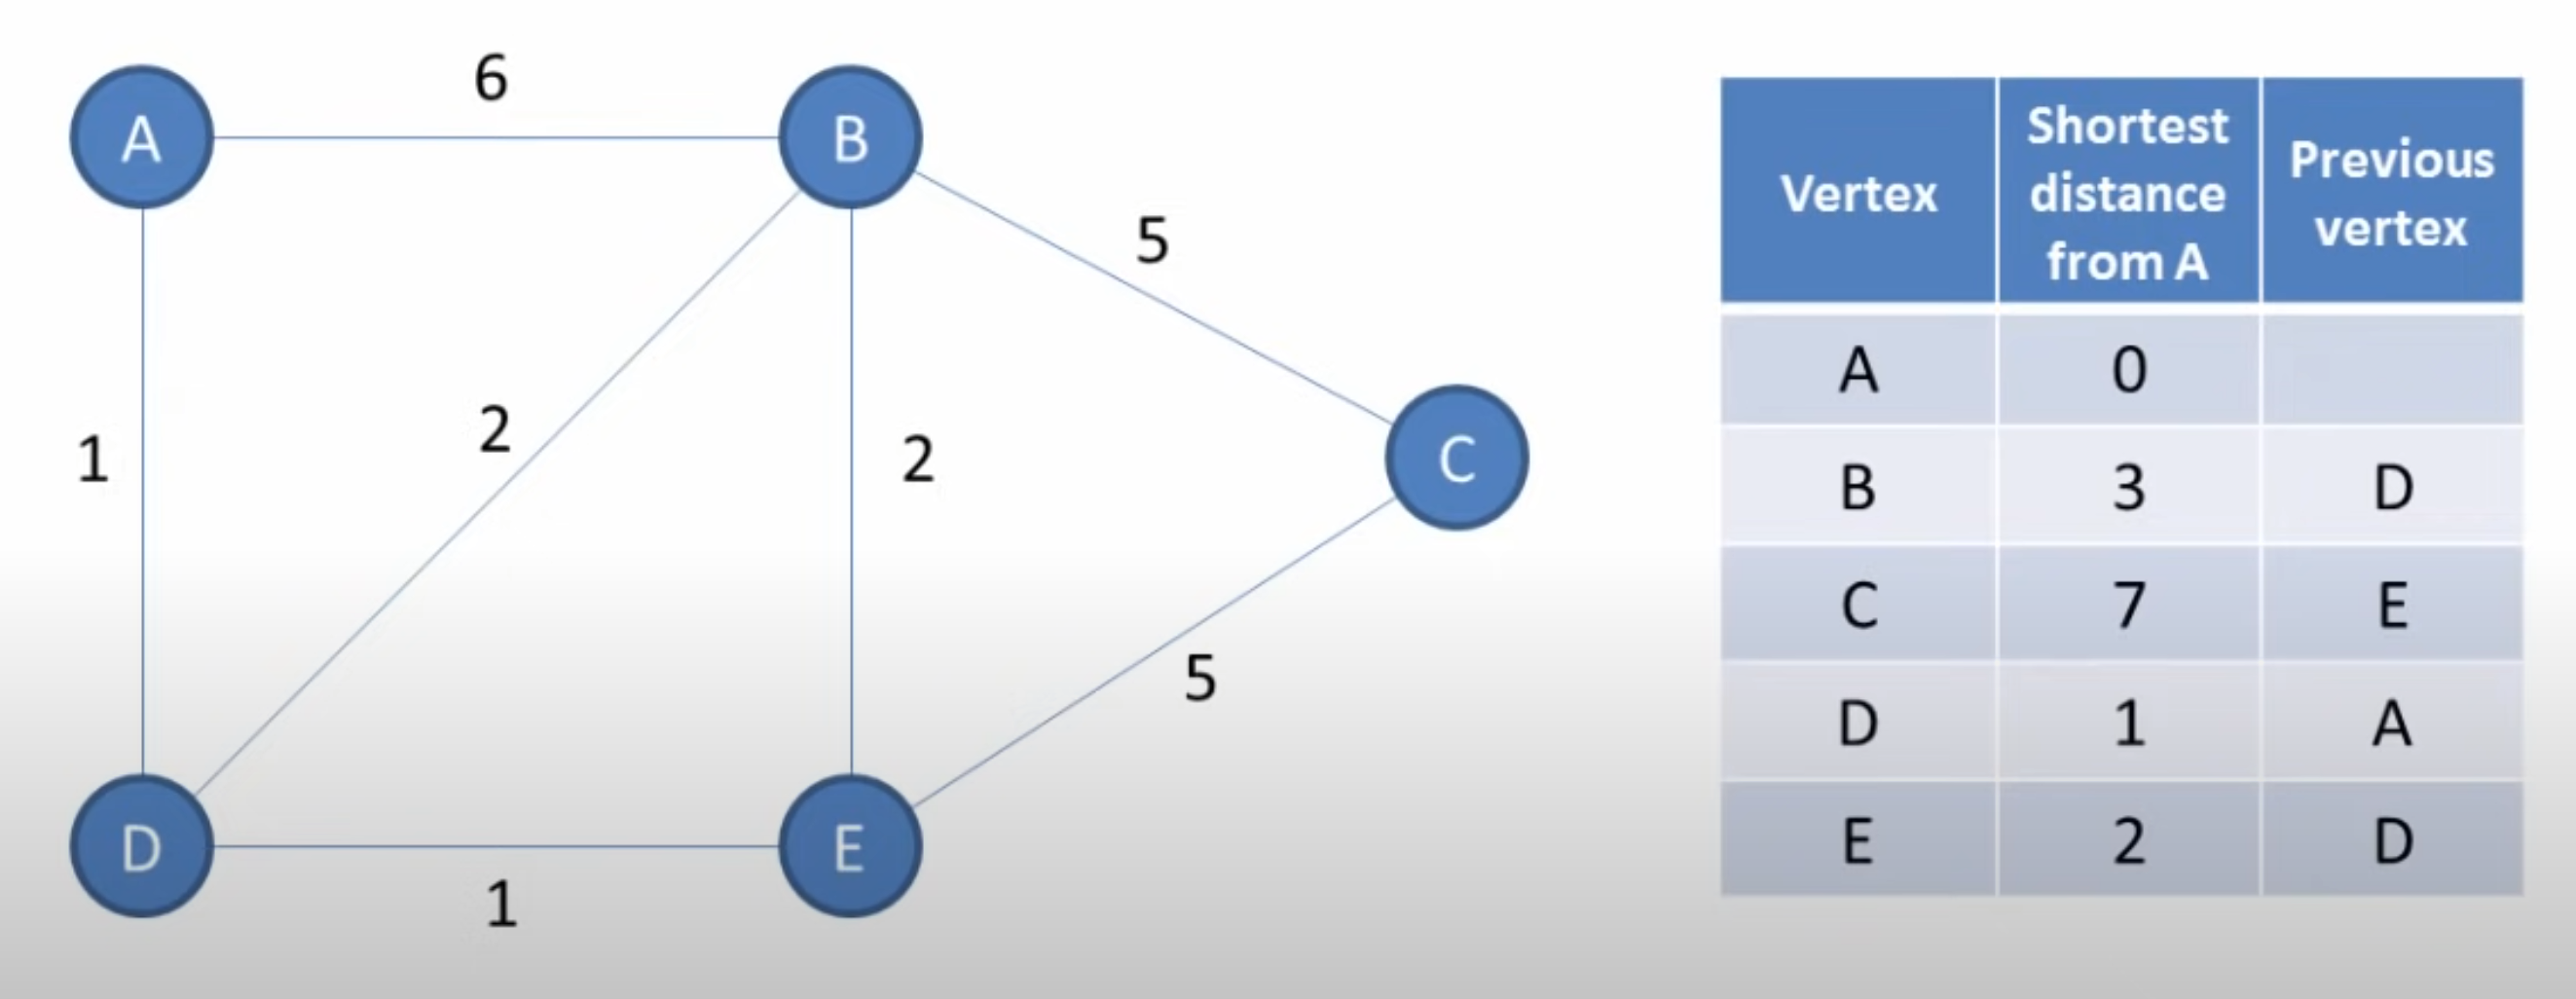 6
A
B
5
1
2
2
C
5
D
E
1
Vertex
Shortest
distance
from A
Previous
vertex
A 0
B 3 D
C 7 E
D 1 A
E 2 D